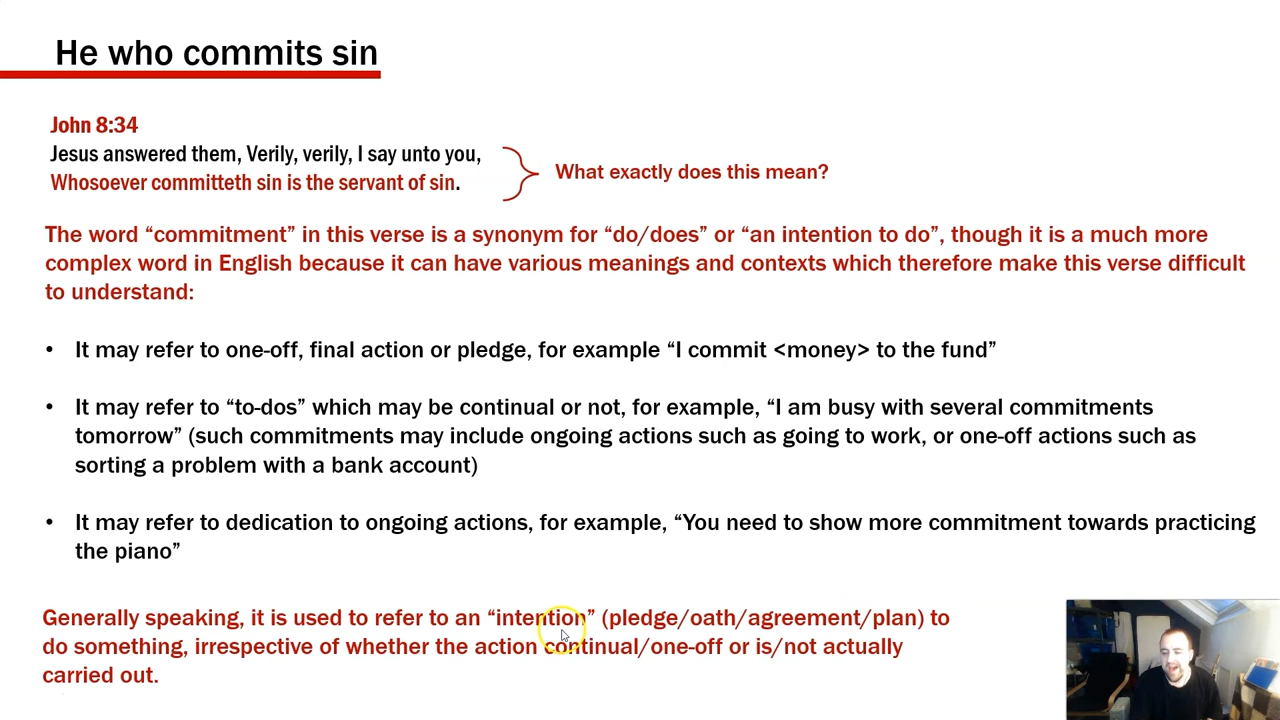 He who commits sin
John 8:34
Jesus answered them, Verily, verily, I say unto you,
Whosoever committeth sin is the servant of sin.
What exactly does this mean?
The word “commitment” in this verse is a synonym for “do/does” or “an intention to do”, though it is a much more
complex word in English because it can have various meanings and contexts which therefore make this verse difficult
to understand:
• It may refer to one-off, final action or pledge, for example “I commit <money> to the fund”
• It may refer to “to-dos” which may be continual or not, for example, “I am busy with several commitments
tomorrow” (such commitments may include ongoing actions such as going to work, or one-off actions such as
sorting a problem with a bank account)
• It may refer to dedication to ongoing actions, for example, “You need to show more commitment towards practicing
the piano”
Generally speaking, it is used to refer to an “intention” (pledge/oath/agreement/plan) to
do something, irrespective of whether the action continual/one-off or is/not actually
carried out.